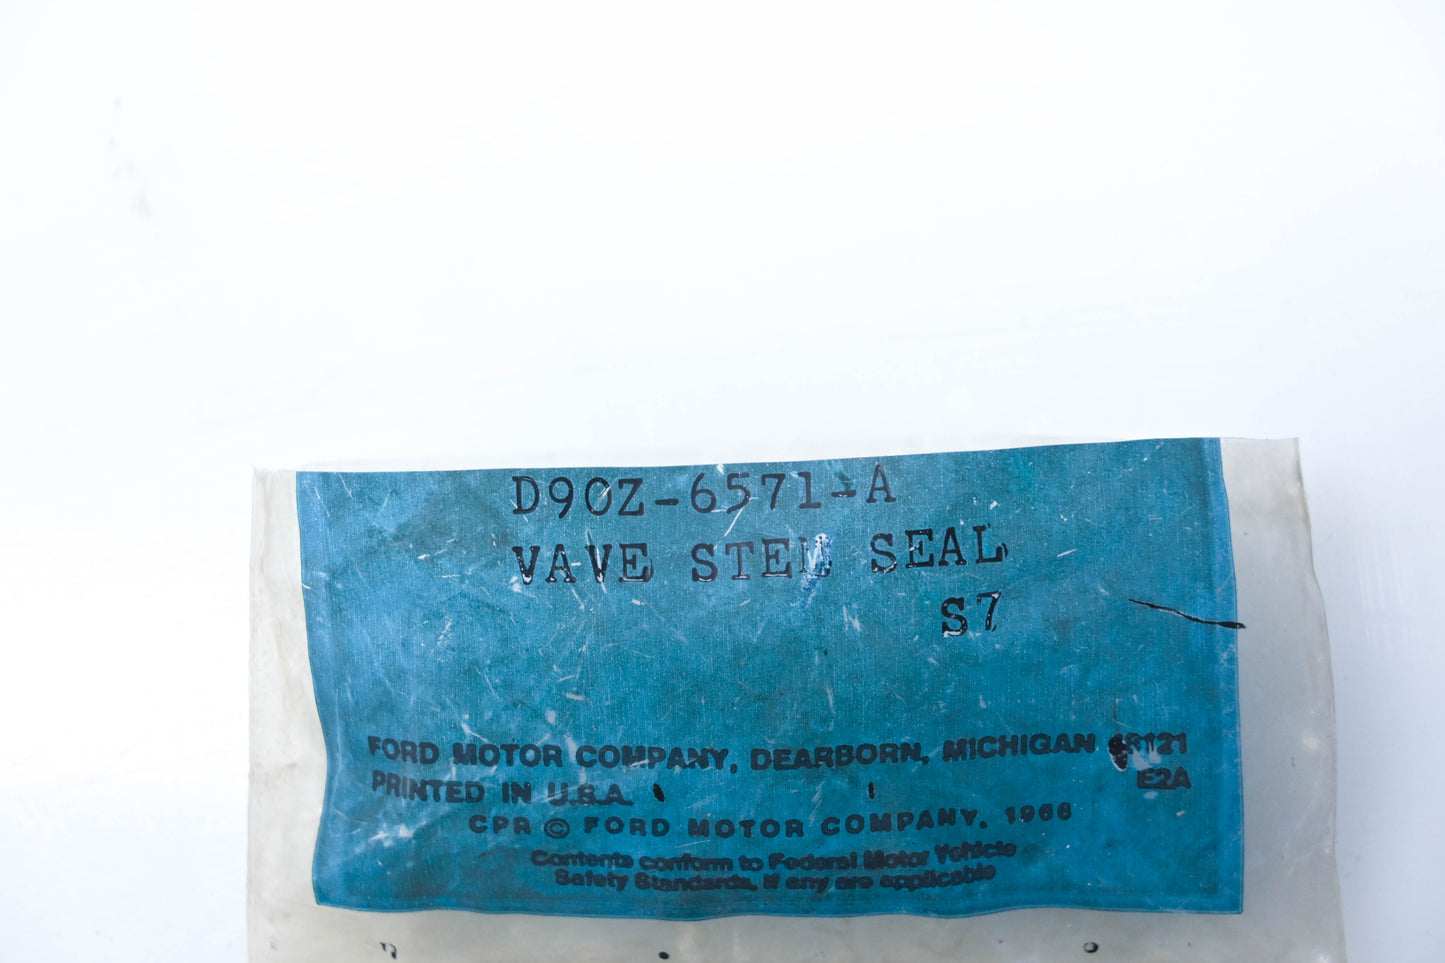 D9OZ-6571-A
VAVE STEM SEAL
S7
FORD MOTOR COMPANY, DEARBORN, MICHIGAN
E2A
PRINTED IN U.S.A.
CPR © FORD MOTOR COMPANY, 1966
Contents conform to Federal Motor Vehicle
Safety Standards, if any are applicable